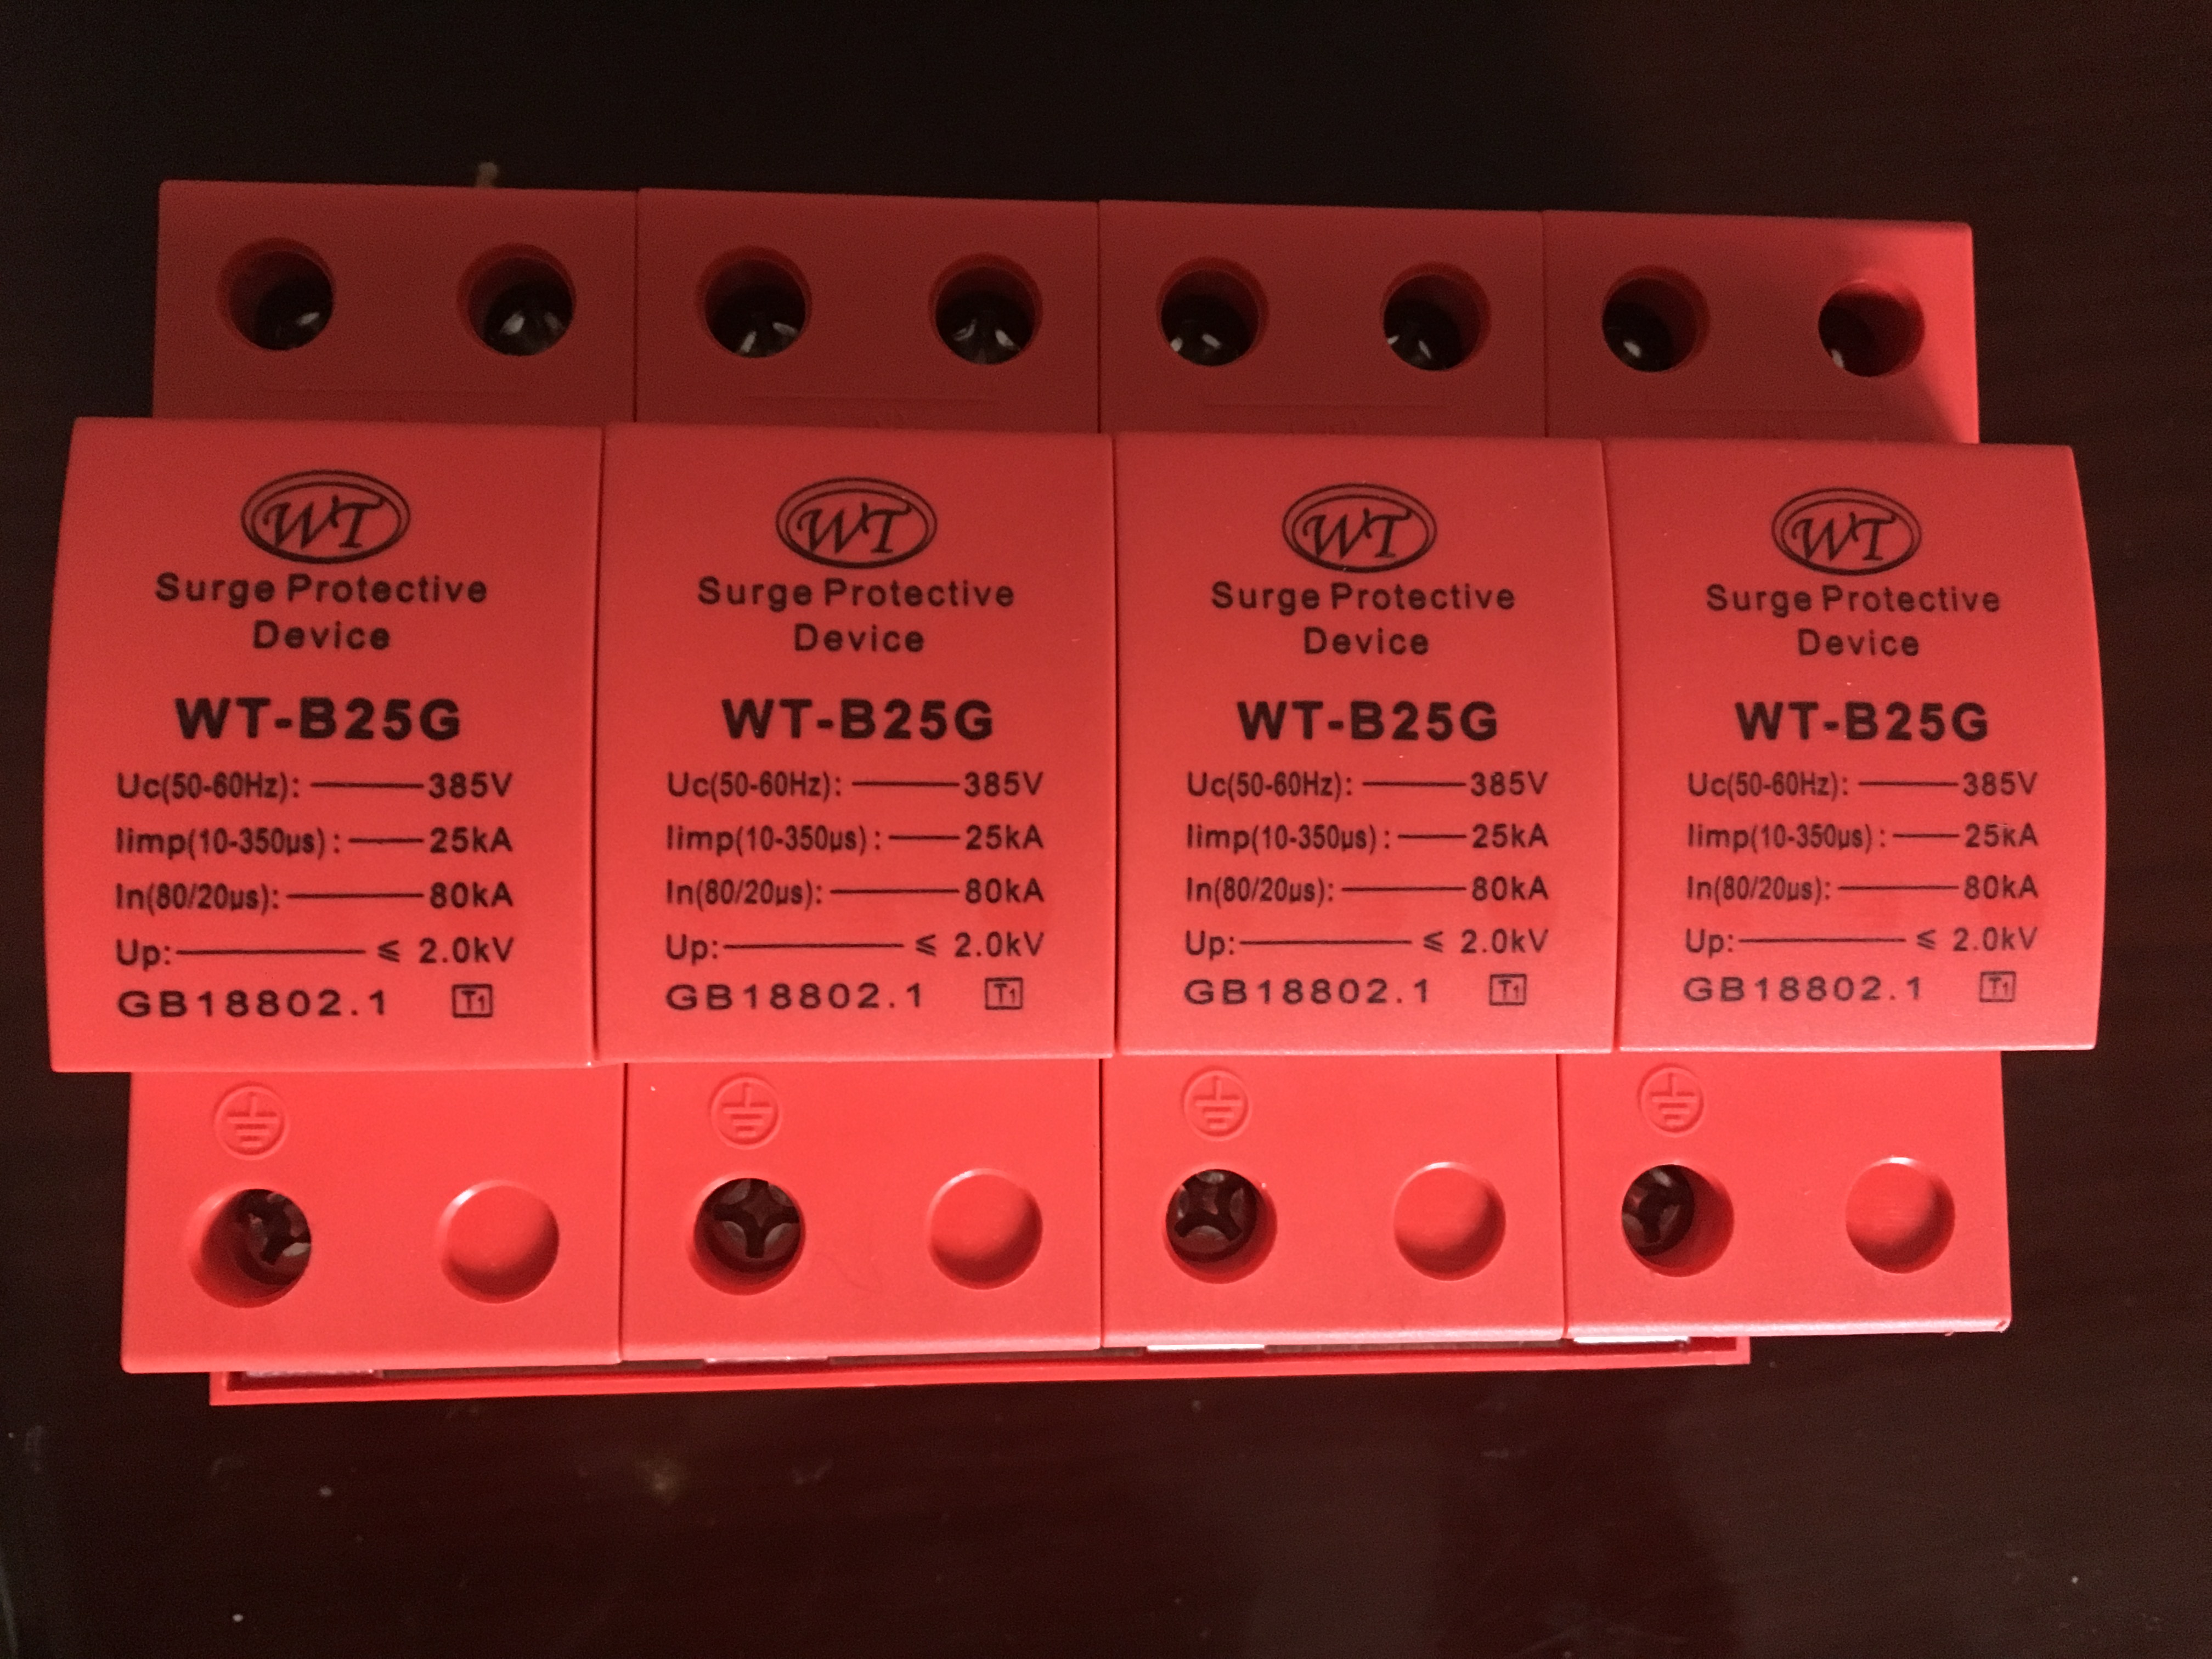 WT
Surge Protective
Device
WT-B25G
Uc(50-60Hz): 385V
Iimp(10-350μs): 25kA
In(80/20μs): 80kA
Up: ≤ 2.0kV
GB18802.1 T1
WT
Surge Protective
Device
WT-B25G
Uc(50-60Hz): 385V
Iimp(10-350μs): 25kA
In(80/20μs): 80kA
Up: ≤ 2.0kV
GB18802.1 T1
WT
Surge Protective
Device
WT-B25G
Uc(50-60Hz): 385V
Iimp(10-350μs): 25kA
In(80/20μs): 80kA
Up: ≤ 2.0kV
GB18802.1 T1
WT
Surge Protective
Device
WT-B25G
Uc(50-60Hz): 385V
Iimp(10-350μs): 25kA
In(80/20μs): 80kA
Up: ≤ 2.0kV
GB18802.1 T1